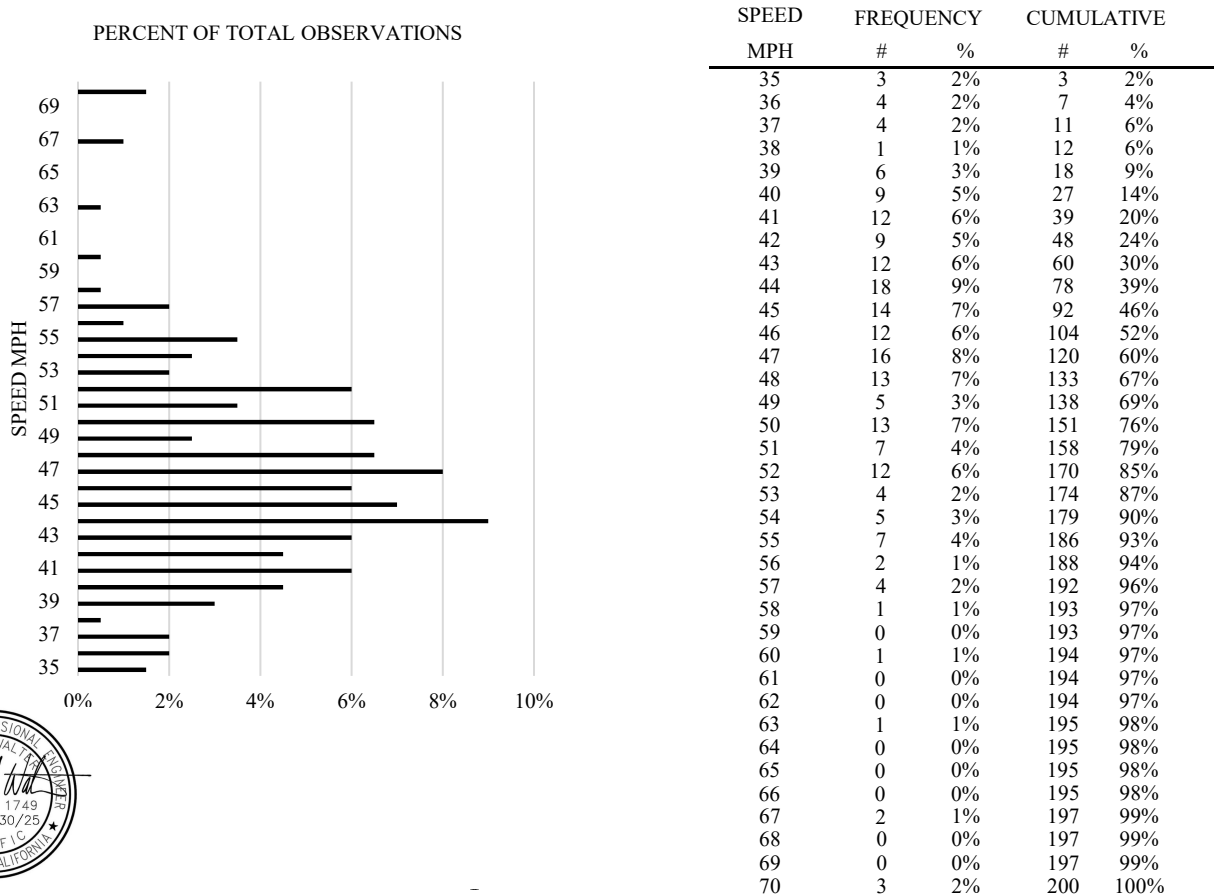 PERCENT OF TOTAL OBSERVATIONS
SPEED MPH
69
67
65
63
61
59
57
55
53
51
49
47
45
43
41
39
37
35
0% 2% 4% 6% 8% 10%
SIONAL ENGINEER
1749
30/25
ALIFORNIA
SPEED FREQUENCY CUMULATIVE
MPH # % # %
35 3 2% 3 2%
36 4 2% 7 4%
37 4 2% 11 6%
38 1 1% 12 6%
39 6 3% 18 9%
40 9 5% 27 14%
41 12 6% 39 20%
42 9 5% 48 24%
43 12 6% 60 30%
44 18 9% 78 39%
45 14 7% 92 46%
46 12 6% 104 52%
47 16 8% 120 60%
48 13 7% 133 67%
49 5 3% 138 69%
50 13 7% 151 76%
51 7 4% 158 79%
52 12 6% 170 85%
53 4 2% 174 87%
54 5 3% 179 90%
55 7 4% 186 93%
56 2 1% 188 94%
57 4 2% 192 96%
58 1 1% 193 97%
59 0 0% 193 97%
60 1 1% 194 97%
61 0 0% 194 97%
62 0 0% 194 97%
63 1 1% 195 98%
64 0 0% 195 98%
65 0 0% 195 98%
66 0 0% 195 98%
67 2 1% 197 99%
68 0 0% 197 99%
69 0 0% 197 99%
70 3 2% 200 100%